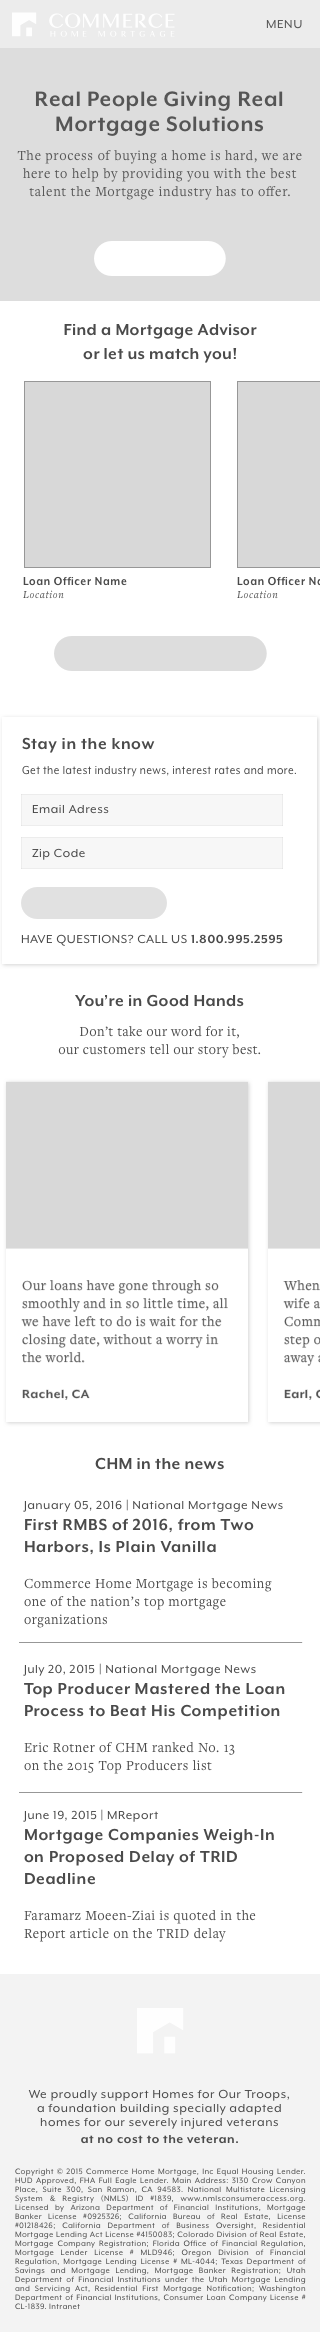 COMMERCE
HOME MORTGAGE
MENU
Real People Giving Real
Mortgage Solutions
The process of buying a home is hard, we are
here to help by providing you with the best
talent the Mortgage industry has to offer.
Find a Mortgage Advisor
or let us match you!
Loan Officer Name
Location
Loan Officer
Location
Stay in the know
Get the latest industry news, interest rates and more.
Email Adress
Zip Code
HAVE QUESTIONS? CALL US 1.800.995.2595
You’re in Good Hands
Don’t take our word for it,
our customers tell our story best.
Our loans have gone through so
smoothly and in so little time, all
we have left to do is wait for the
closing date, without a worry in
the world.
Rachel, CA
When
wife
step
away
Earl,
CHM in the news
January 05, 2016 | National Mortgage News
First RMBS of 2016, from Two
Harbors, Is Plain Vanilla
Commerce Home Mortgage is becoming
one of the nation’s top mortgage
organizations
July 20, 2015 | National Mortgage News
Top Producer Mastered the Loan
Process to Beat His Competition
Eric Rotner of CHM ranked No. 13
on the 2015 Top Producers list
June 19, 2015 | MReport
Mortgage Companies Weigh-In
on Proposed Delay of TRID
Deadline
Faramarz Moeen-Ziai is quoted in the
Report article on the TRID delay
We proudly support Homes for Our Troops,
a foundation building specially adapted
homes for our severely injured veterans
at no cost to the veteran.
Copyright © 2015 Commerce Home Mortgage, Inc Equal Housing Lender.
HUD Approved, FHA Full Eagle Lender. Main Address: 3130 Crow Canyon
Place, Suite 300, San Ramon, CA 94583. National Multistate Licensing
System & Registry (NMLS) ID #1839, www.nmlsconsumeraccess.org.
Licensed by Arizona Department of Financial Institutions, Mortgage
Banker License #0925326; California Bureau of Real Estate, License
#01218426; California Department of Business Oversight, Residential
Mortgage Lending Act License #4150083; Colorado Division of Real Estate,
Mortgage Company Registration; Florida Office of Financial Regulation,
Mortgage Lender License # MLD946; Oregon Division of Financial
Regulation, Mortgage Lending License # ML-4044; Texas Department of
Savings and Mortgage Lending, Mortgage Banker Registration; Utah
Department of Financial Institutions under the Utah Mortgage Lending
and Servicing Act, Residential First Mortgage Notification; Washington
Department of Financial Institutions, Consumer Loan Company License #
CL-1839. Intranet